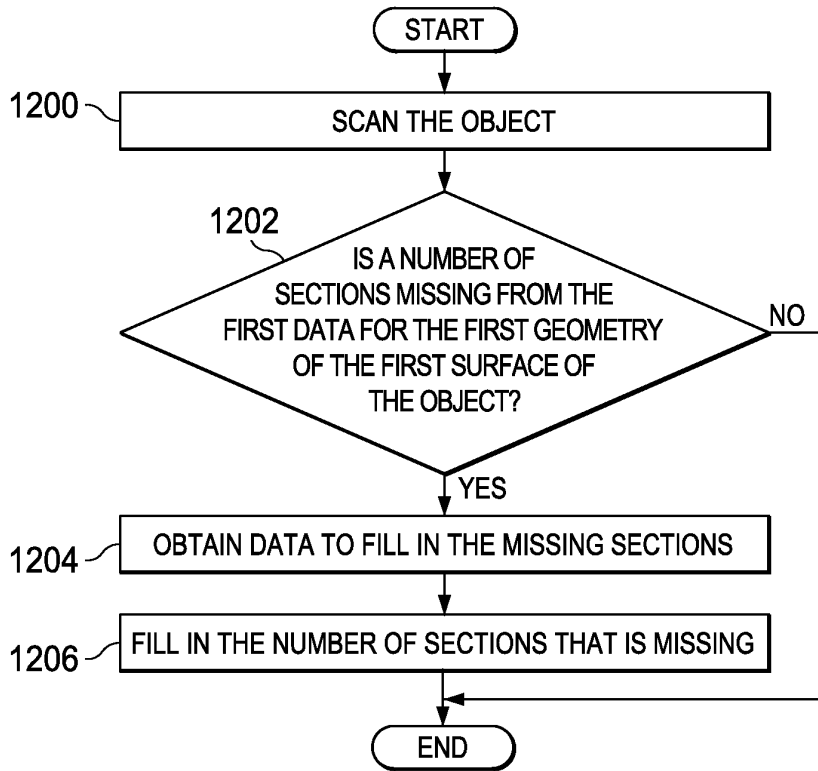 START
1200
SCAN THE OBJECT
1202
IS A NUMBER OF
SECTIONS MISSING FROM THE
FIRST DATA FOR THE FIRST GEOMETRY
OF THE FIRST SURFACE OF
THE OBJECT?
NO
YES
1204
OBTAIN DATA TO FILL IN THE MISSING SECTIONS
1206
FILL IN THE NUMBER OF SECTIONS THAT IS MISSING
END